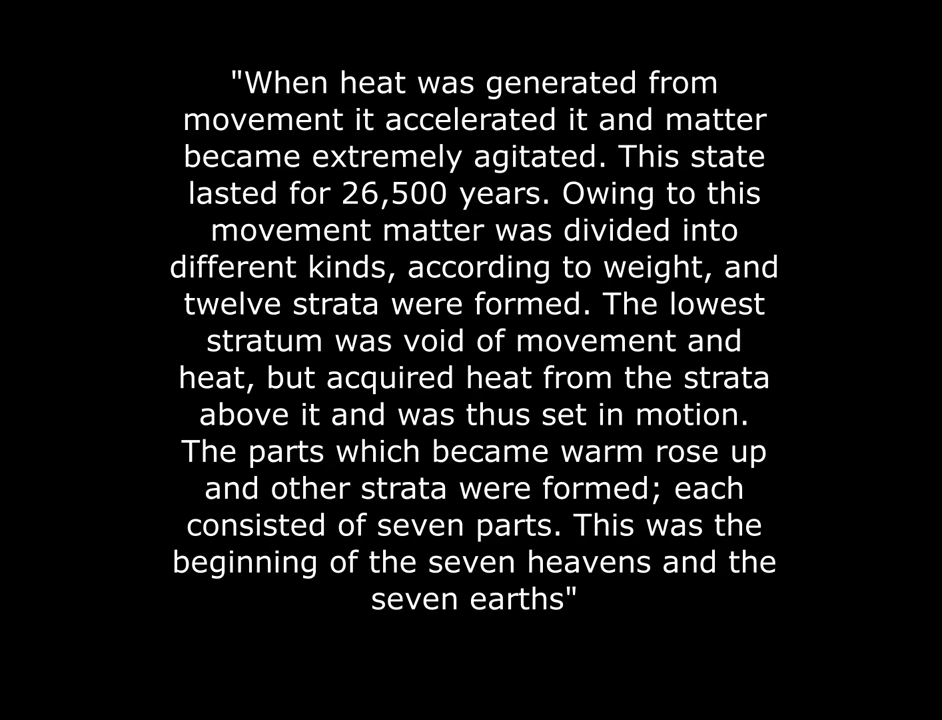 "When heat was generated from
movement it accelerated it and matter
became extremely agitated. This state
lasted for 26,500 years. Owing to this
movement matter was divided into
different kinds, according to weight, and
twelve strata were formed. The lowest
stratum was void of movement and
heat, but acquired heat from the strata
above it and was thus set in motion.
The parts which became warm rose up
and other strata were formed; each
consisted of seven parts. This was the
beginning of the seven heavens and the
seven earths"